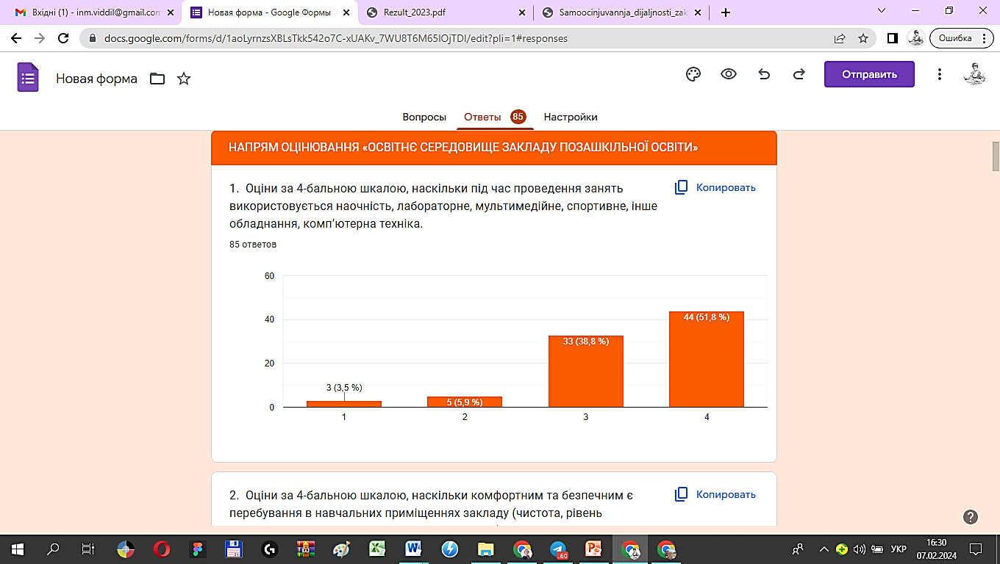 Вхідні (1) - inm.viddil@gmail.con
Новая форма - Google Формы
Rezult_2023.pdf
Samoocinjuvannja_dijaljnosti_zak
docs.google.com/forms/d/1aoLyrnzsXBLsTkk542o7C-xUAKv_7WU8T6M65lOjTDI/edit?pli=1#responses
Ошибка
Новая форма
Отправить
Вопросы
Ответы 85
Настройки
НАПРЯМ ОЦІНЮВАННЯ «ОСВІТНЄ СЕРЕДОВИЩЕ ЗАКЛАДУ ПОЗАШКІЛЬНОЇ ОСВІТИ»
1. Оціни за 4-бальною шкалою, наскільки під час проведення занять
використовується наочність, лабораторне, мультимедійне, спортивне, інше
обладнання, комп’ютерна техніка.
Копировать
85 ответов
60
40
20
0
3 (3,5 %)
5 (5,9 %)
33 (38,8 %)
44 (51,8 %)
1
2
3
4
2. Оціни за 4-бальною шкалою, наскільки комфортним та безпечним є
перебування в навчальних приміщеннях закладу (чистота, рівень
Копировать
.60
УКР
16:30
07.02.2024